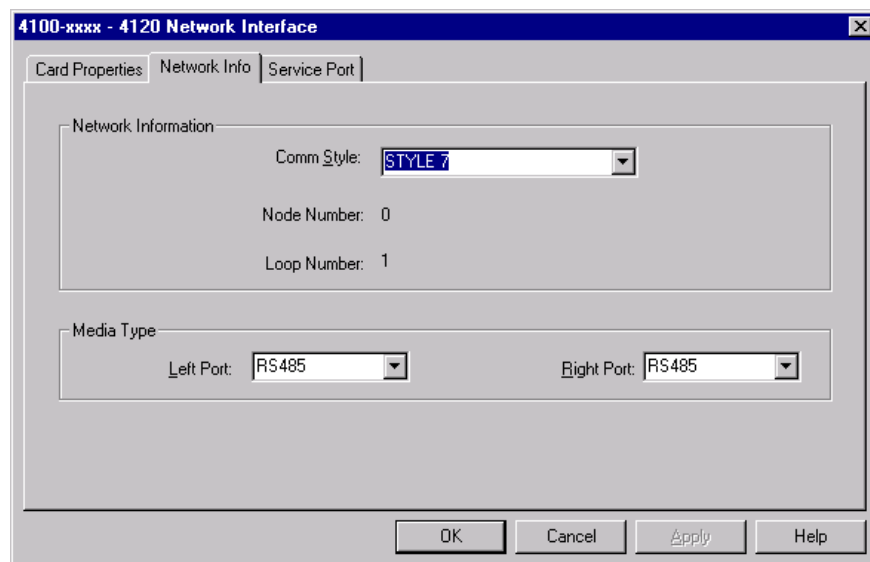 4100-xxxx - 4120 Network Interface
Card Properties Network Info Service Port
Network Information
Comm Style: STYLE 7
Node Number: 0
Loop Number: 1
Media Type
Left Port: RS485 Right Port: RS485
OK Cancel Apply Help